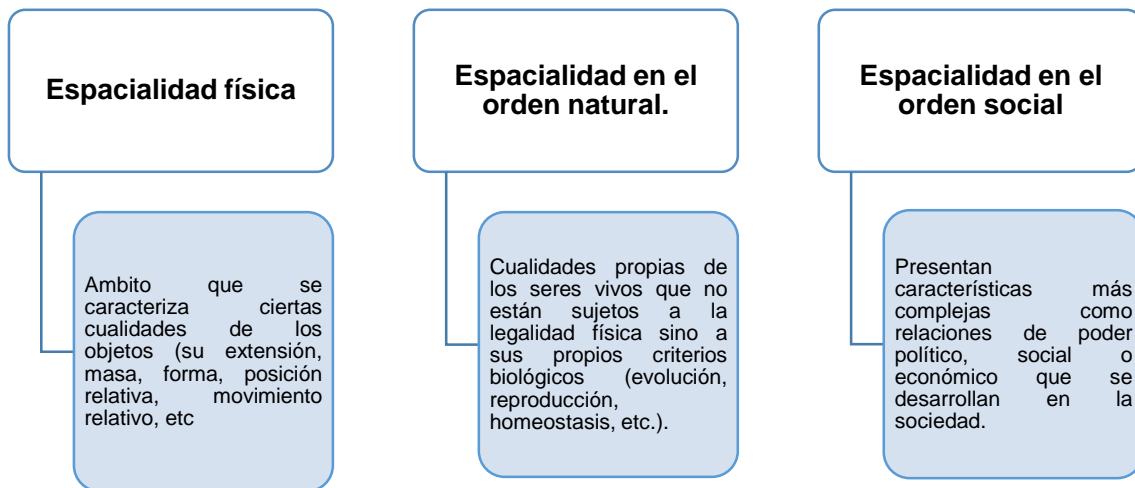 Espacialidad física
Ambito que se
caracteriza ciertas
cualidades de los
objetos (su extensión,
masa, forma, posición
relativa, movimiento
relativo, etc
Espacialidad en el
orden natural.
Cualidades propias de
los seres vivos que no
están sujetos a la
legalidad física sino a
sus propios criterios
biológicos (evolución,
reproducción,
homeostasis, etc.).
Espacialidad en el
orden social
Presentan
características más
complejas como
relaciones de poder
político, social o
económico que se
desarrollan en la
sociedad.